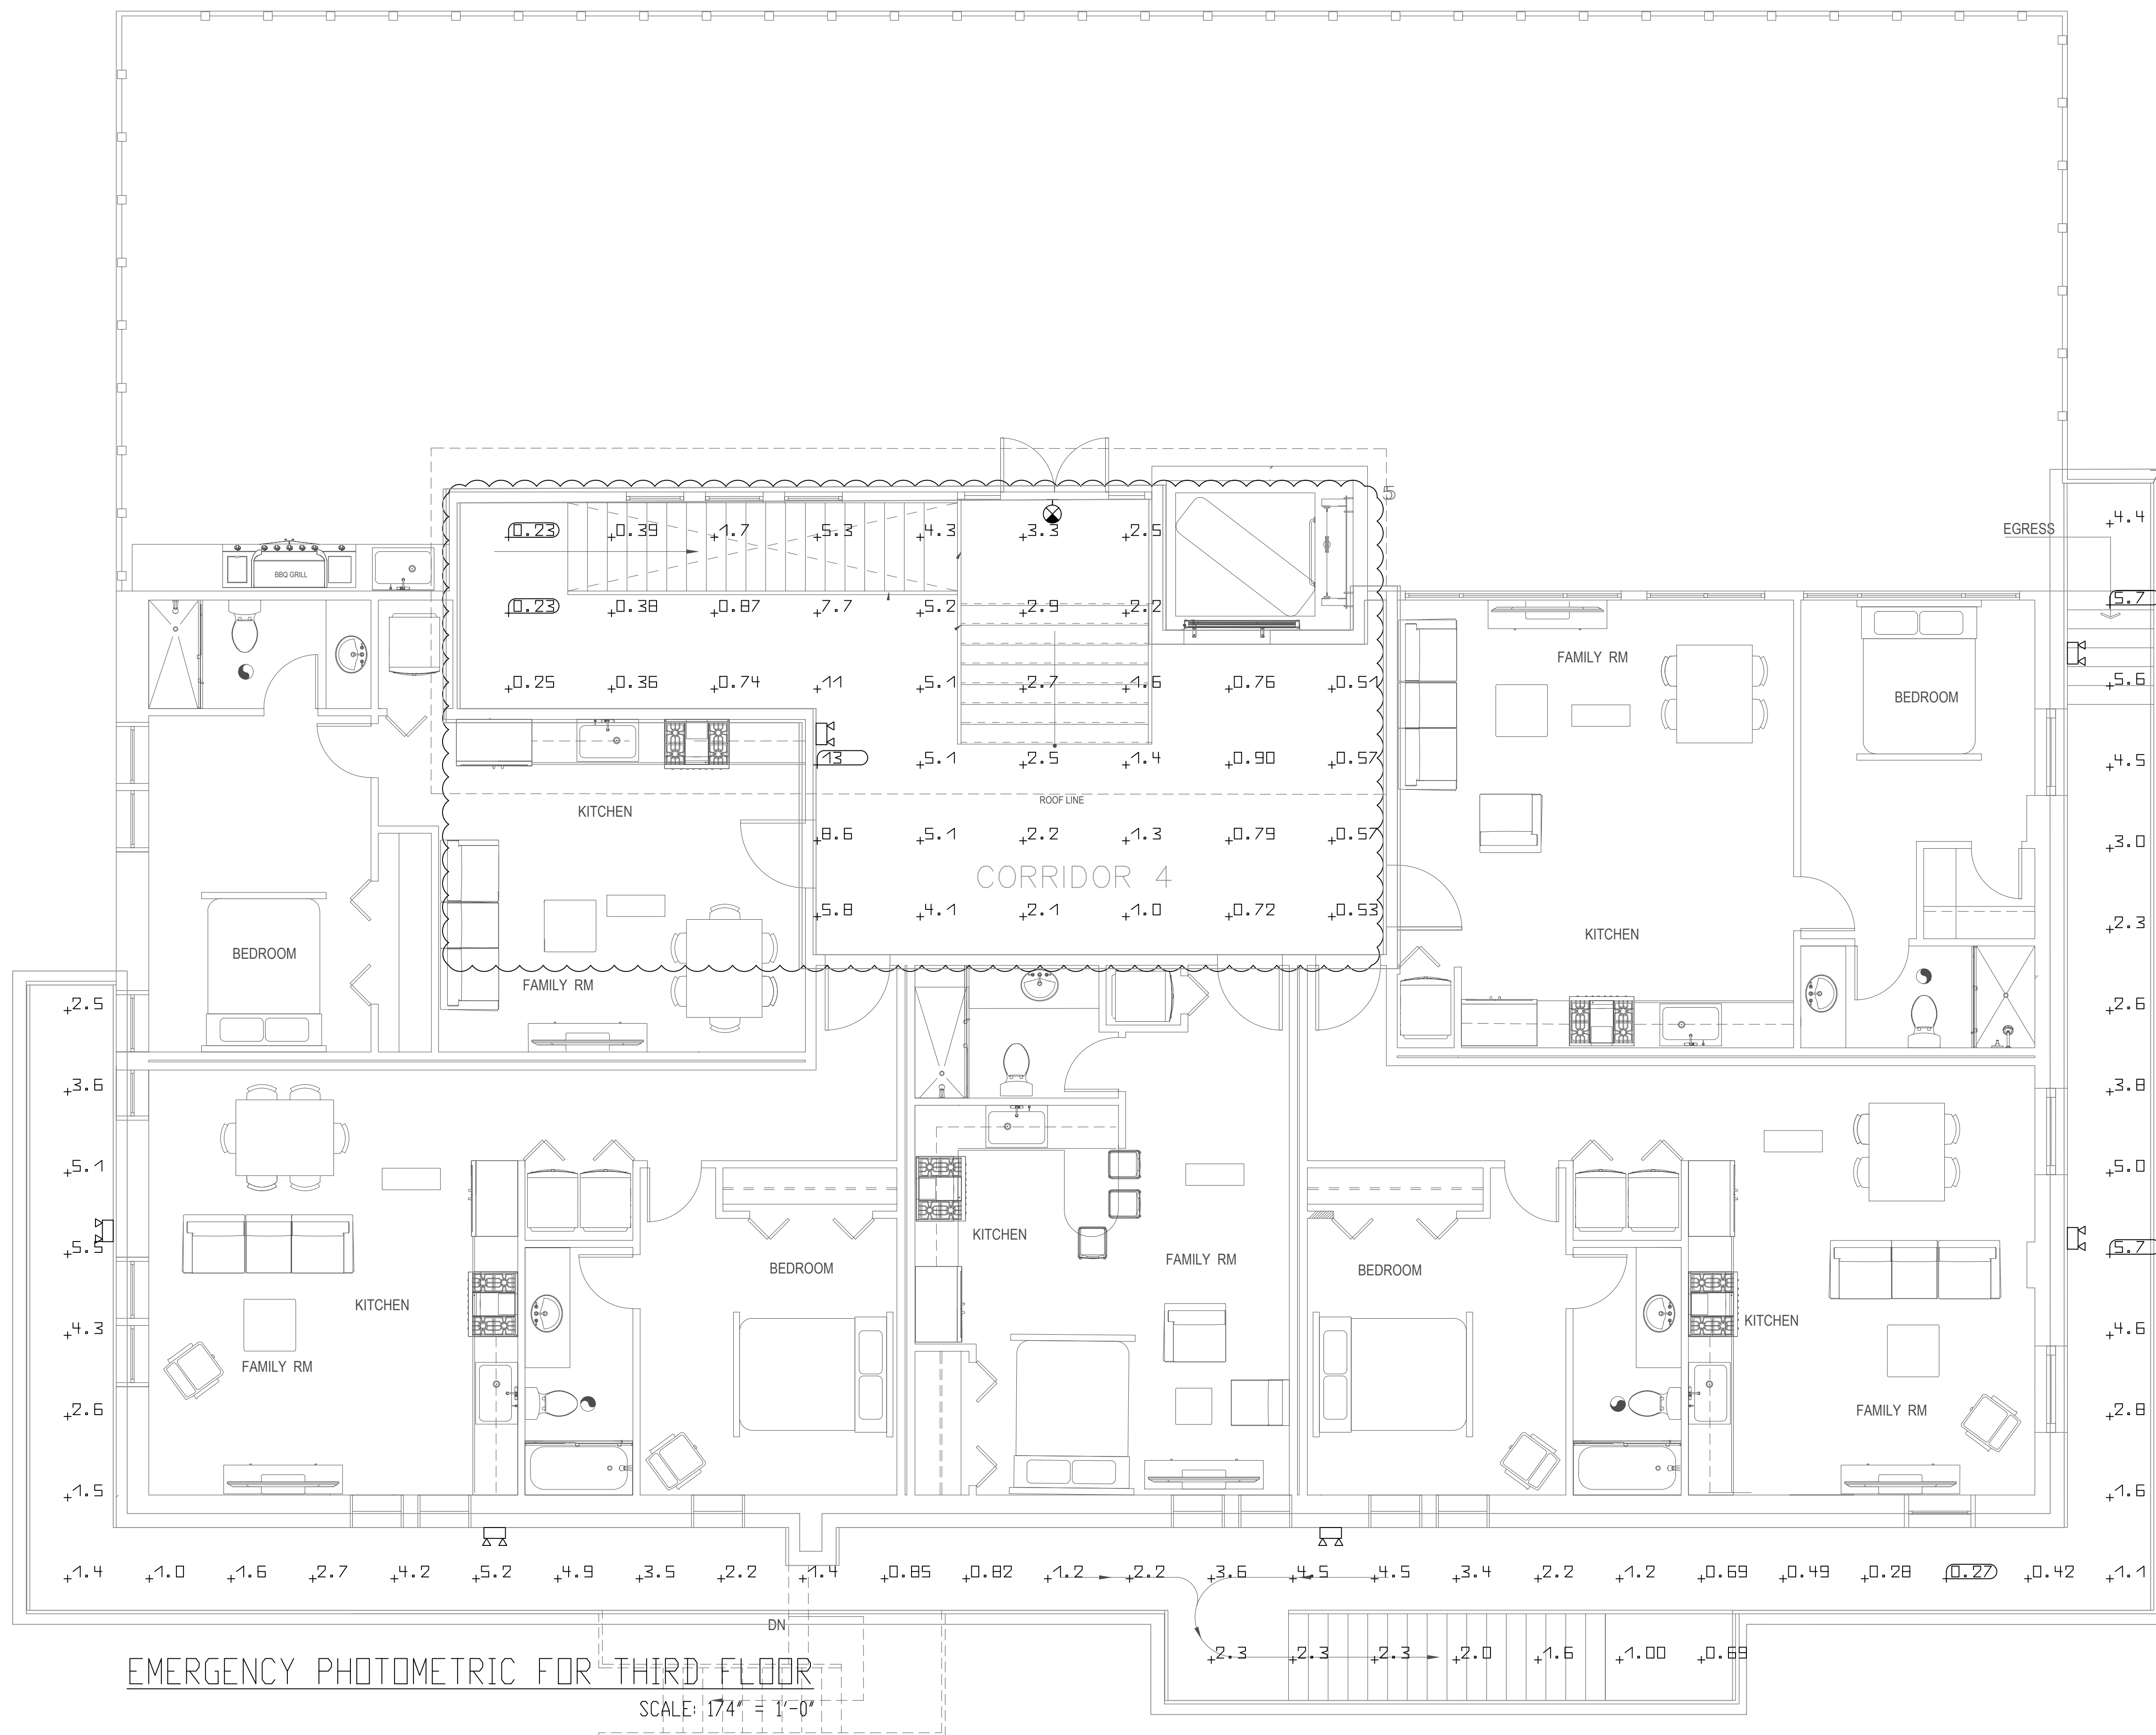 5
EGRESS
4.4
0.23 0.39 1.7 5.3 4.3 3.3 2.5
BBQ GRILL
5.7
0.23 0.38 0.87 7.7 5.2 2.9 2.2
FAMILY RM
5.6
0.25 0.36 0.74 11 5.1 2.7 1.6 0.76 0.51
BEDROOM
13 5.1 2.5 1.4 0.90 0.57
4.5
ROOF LINE
KITCHEN
8.6 5.1 2.2 1.3 0.79 0.57
3.0
CORRIDOR 4
5.8 4.1 2.1 1.0 0.72 0.53
2.3
KITCHEN
BEDROOM
FAMILY RM
2.5
2.6
3.6
3.8
5.1
5.0
KITCHEN
5.5
5.7
FAMILY RM
BEDROOM
BEDROOM
KITCHEN
KITCHEN
4.3
4.6
FAMILY RM
2.6
2.8
FAMILY RM
1.5
1.6
1.4 1.0 1.6 2.7 4.2 5.2 4.9 3.5 2.2 1.4 0.85 0.82 1.2 2.2 3.6 4.5 4.5 3.4 2.2 1.2 0.69 0.49 0.28 0.27 0.42 1.1
DN
2.3 2.3 2.3 2.0 1.6 1.00 0.69
EMERGENCY PHOTOMETRIC FOR THIRD FLOOR
SCALE: 1/4" = 1'-0"